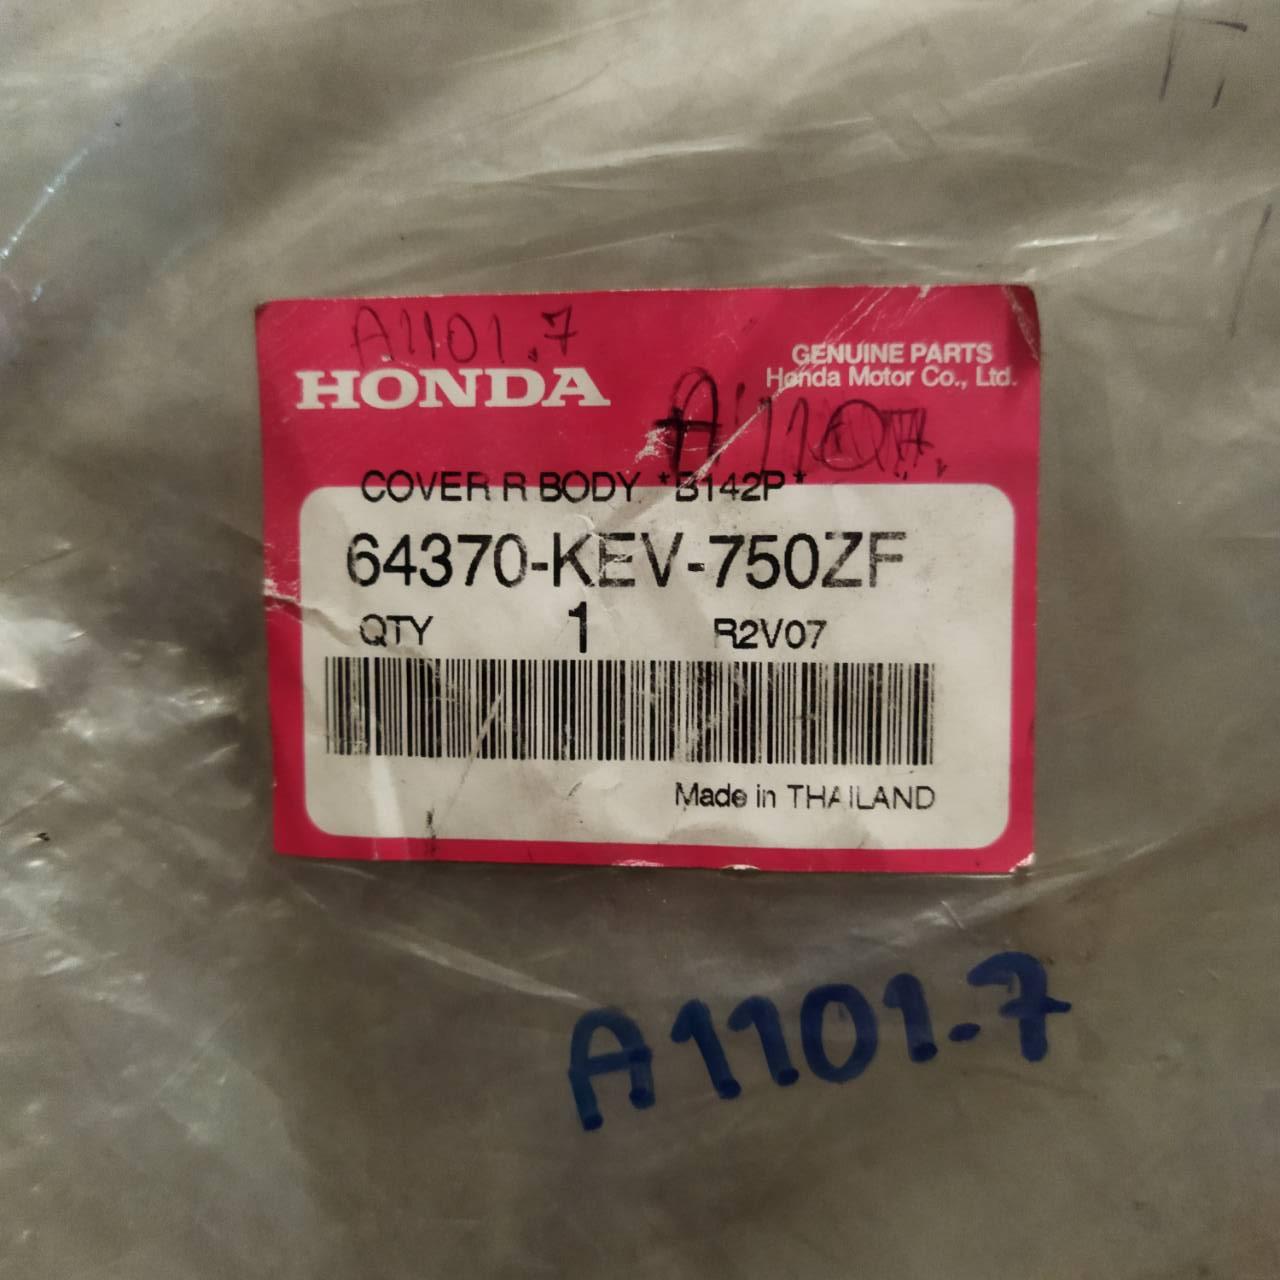 A1101.7
HONDA
GENUINE PARTS
Honda Motor Co., Ltd.
COVER R BODY *B142P*
64370-KEV-750ZF
QTY 1 R2V07
Made in THAILAND
A1101.7